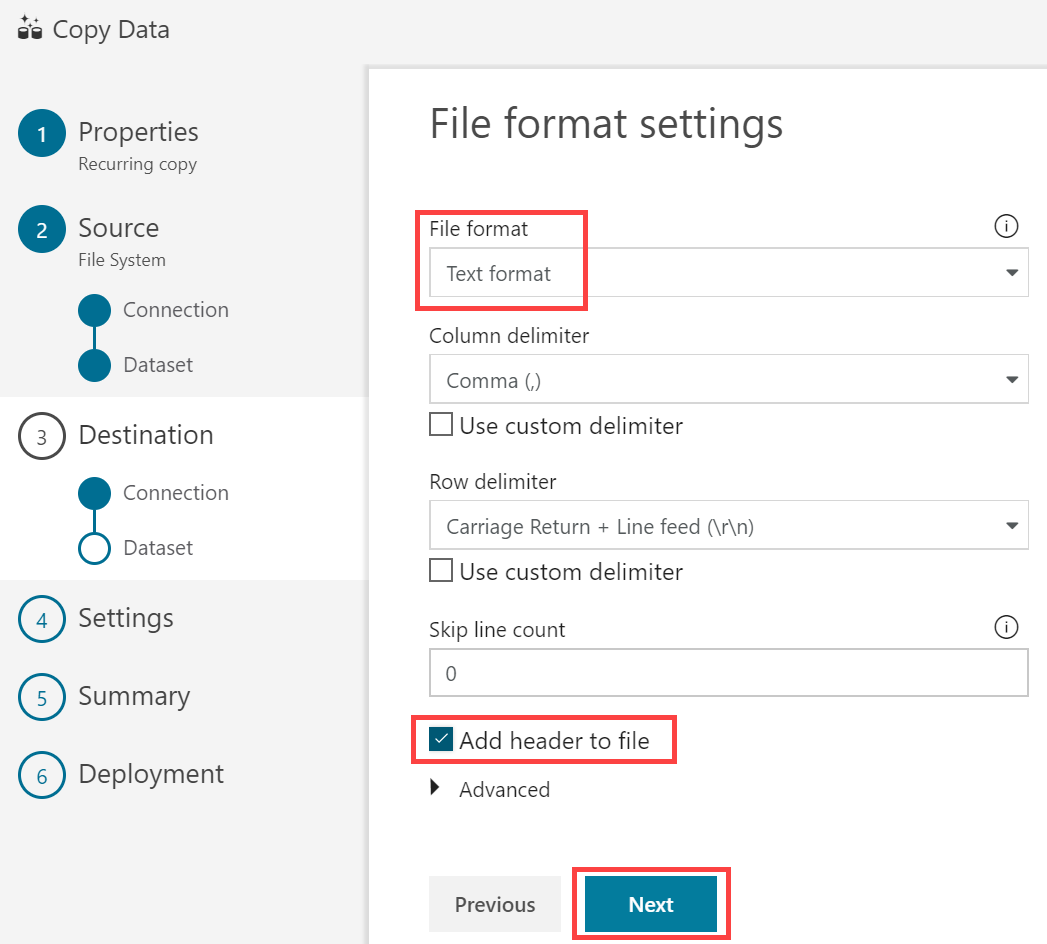 Copy Data
1
Properties
Recurring copy
2
Source
File System
Connection
Dataset
3
Destination
Connection
Dataset
4
Settings
5
Summary
6
Deployment
File format settings
File format
Text format
Column delimiter
Comma (,)
Use custom delimiter
Row delimiter
Carriage Return + Line feed (\r\n)
Use custom delimiter
Skip line count
0
Add header to file
Advanced
Previous
Next